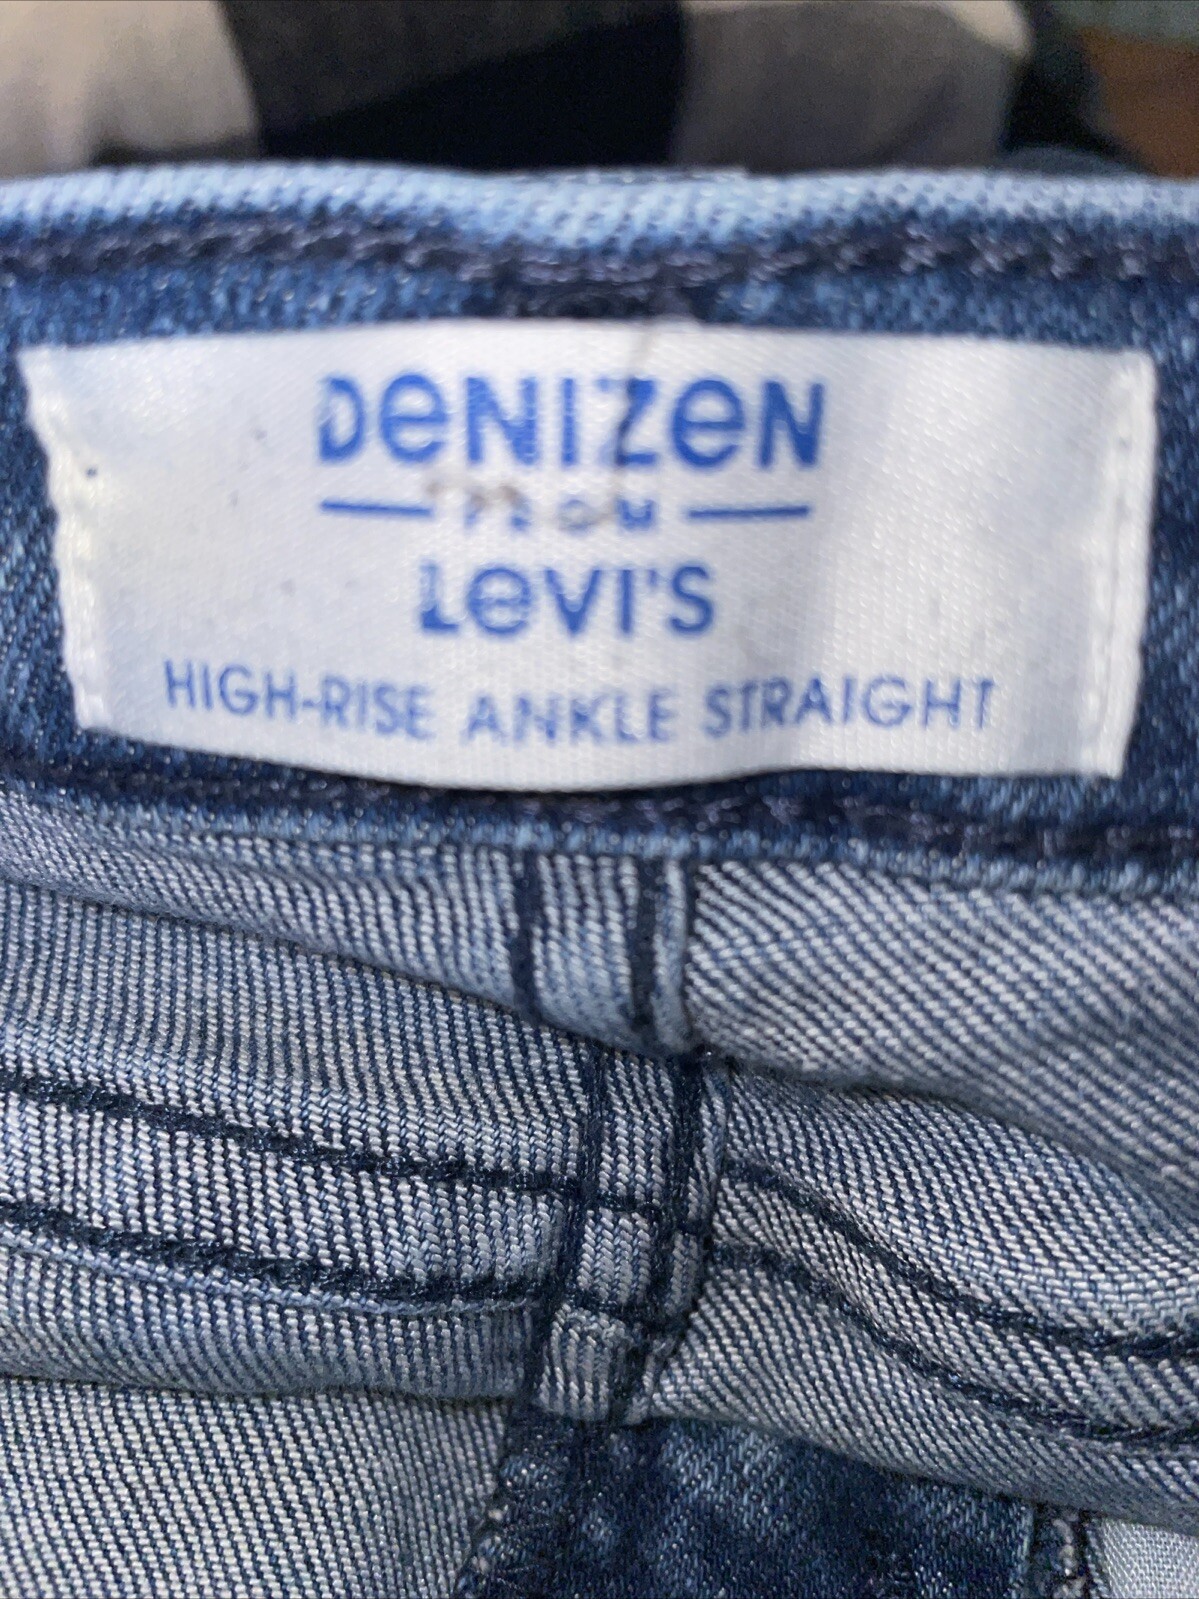 DeNIZeN
FROM
LeVI'S
HIGH-RISE ANKLE STRAIGHT